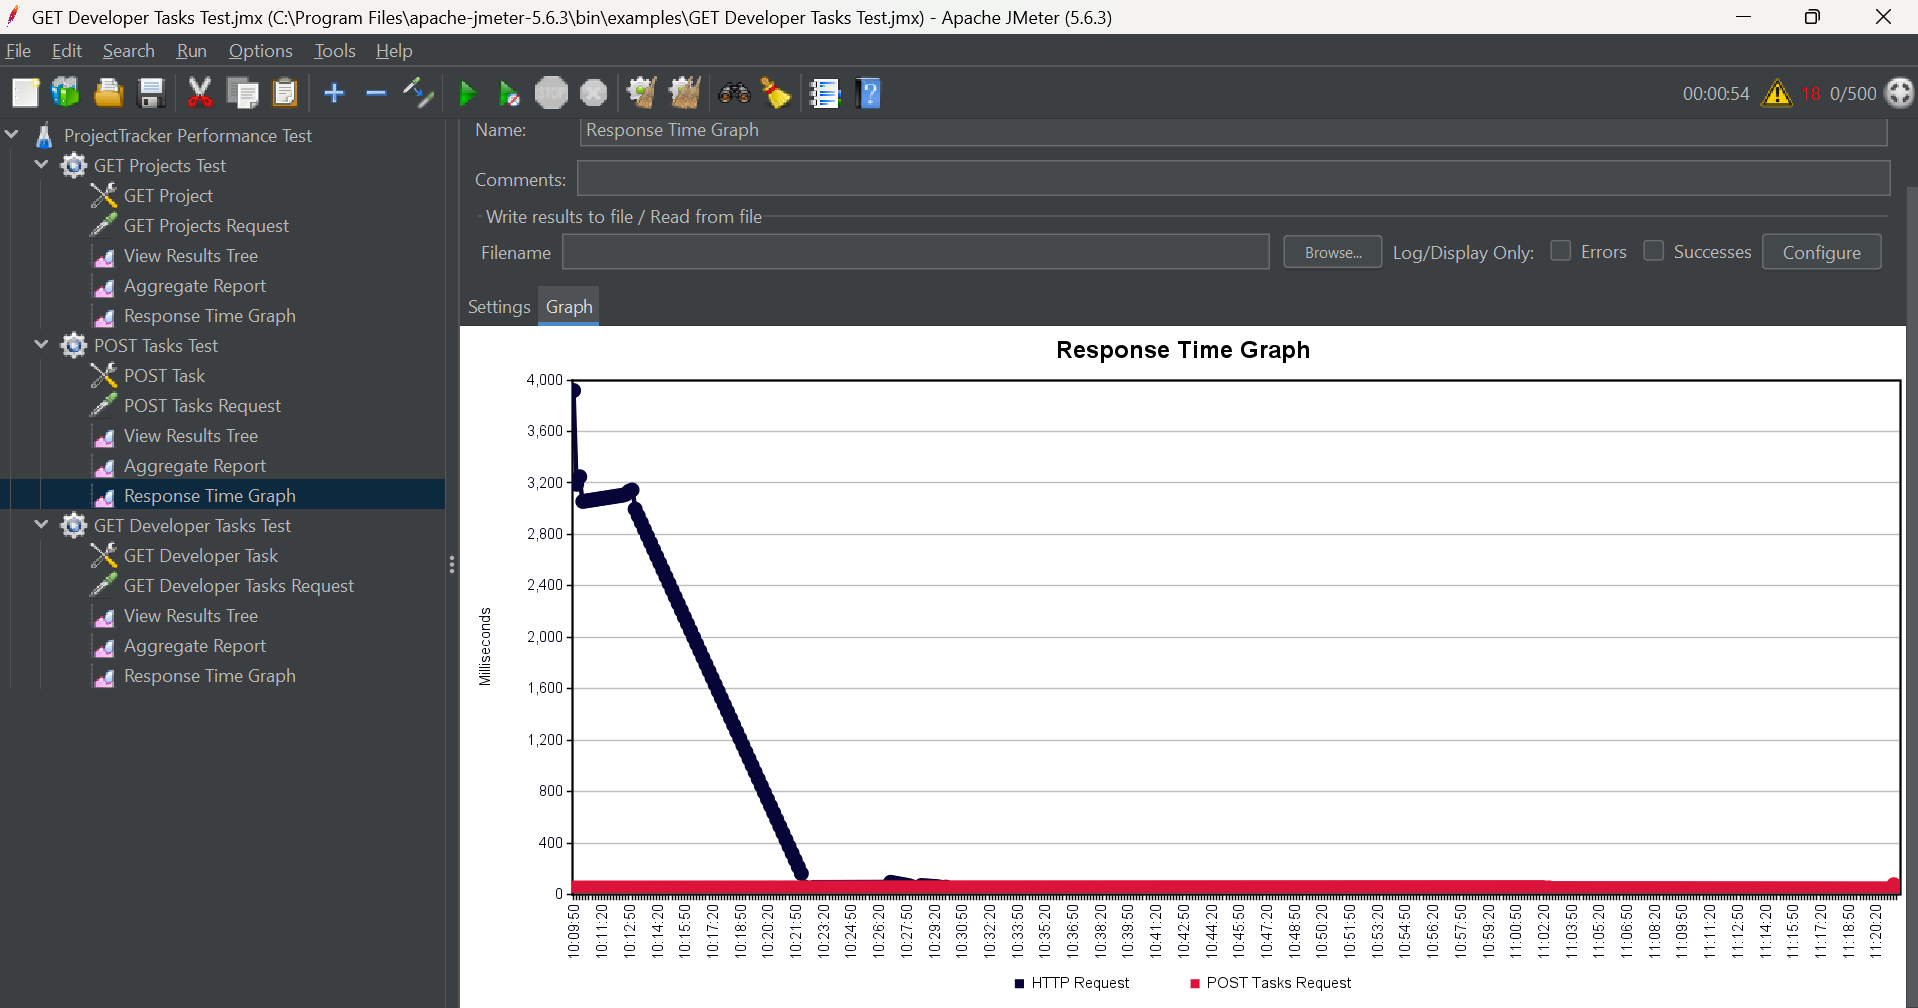 GET Developer Tasks Test.jmx (C:\Program Files\apache-jmeter-5.6.3\bin\examples\GET Developer Tasks Test.jmx) - Apache JMeter (5.6.3)
File Edit Search Run Options Tools Help
STOP
?
00:00:54 18 0/500
ProjectTracker Performance Test
GET Projects Test
GET Project
GET Projects Request
View Results Tree
Aggregate Report
Response Time Graph
POST Tasks Test
POST Task
POST Tasks Request
View Results Tree
Aggregate Report
Response Time Graph
GET Developer Tasks Test
GET Developer Task
GET Developer Tasks Request
View Results Tree
Aggregate Report
Response Time Graph
Name: Response Time Graph
Comments:
Write results to file / Read from file
Filename Browse... Log/Display Only: Errors Successes Configure
Settings Graph
Response Time Graph
Milliseconds
4,000
3,600
3,200
2,800
2,400
2,000
1,600
1,200
800
400
0
10:09:50 10:11:20 10:12:50 10:14:20 10:15:50 10:17:20 10:18:50 10:20:20 10:21:50 10:23:20 10:24:50 10:26:20 10:27:50 10:29:20 10:30:50 10:32:20 10:33:50 10:35:20 10:36:50 10:38:20 10:39:50 10:41:20 10:42:50 10:44:20 10:45:50 10:47:20 10:48:50 10:50:20 10:51:50 10:53:20 10:54:50 10:56:20 10:57:50 10:59:20 11:00:50 11:02:20 11:03:50 11:05:20 11:06:50 11:08:20 11:09:50 11:11:20 11:12:50 11:14:20 11:15:50 11:17:20 11:18:50 11:20:20
HTTP Request POST Tasks Request